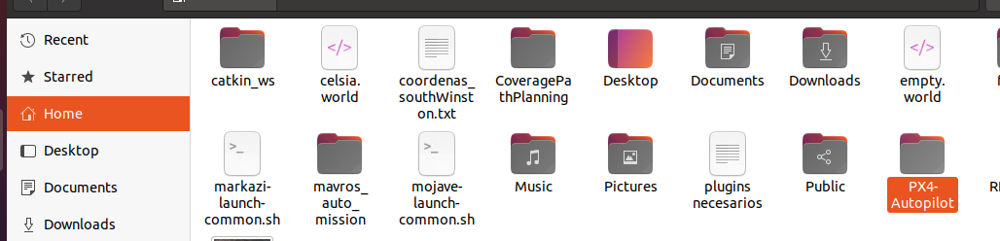 Recent
Starred
Home
Desktop
Documents
Downloads
catkin_ws
celsia.
world
coordenas_
southWinst
on.txt
CoveragePa
thPlanning
Desktop
Documents
Downloads
empty.
world
markazi-
launch-
common.sh
mavros_
auto_
mission
mojave-
launch-
common.sh
Music
Pictures
plugins
necesarios
Public
PX4-
Autopilot